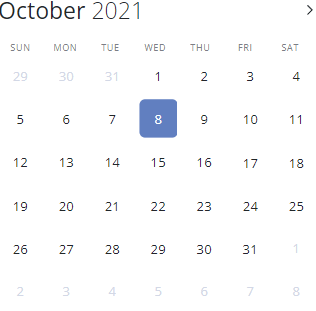 October 2021 >
SUN MON TUE WED THU FRI SAT
29 30 31 1 2 3 4
5 6 7 8 9 10 11
12 13 14 15 16 17 18
19 20 21 22 23 24 25
26 27 28 29 30 31 1
2 3 4 5 6 7 8